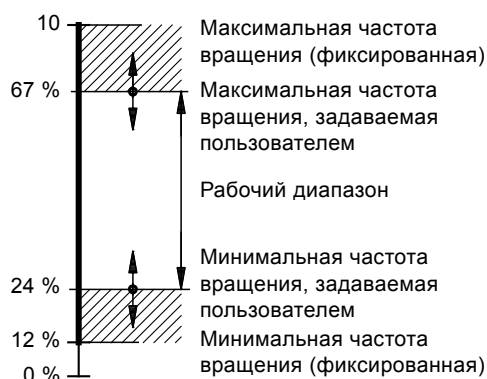 10
Максимальная частота
вращения (фиксированная)
67 %
Максимальная частота
вращения, задаваемая
пользователем
Рабочий диапазон
Минимальная частота
24 %
вращения, задаваемая
пользователем
12 %
Минимальная частота
вращения (фиксированная)
0 %